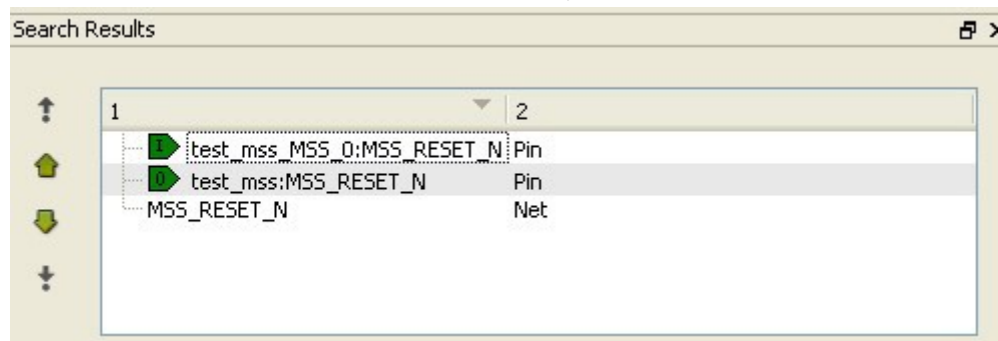 Search Results
1 2
I test_mss_MSS_0:MSS_RESET_N Pin
O test_mss:MSS_RESET_N Pin
MSS_RESET_N Net